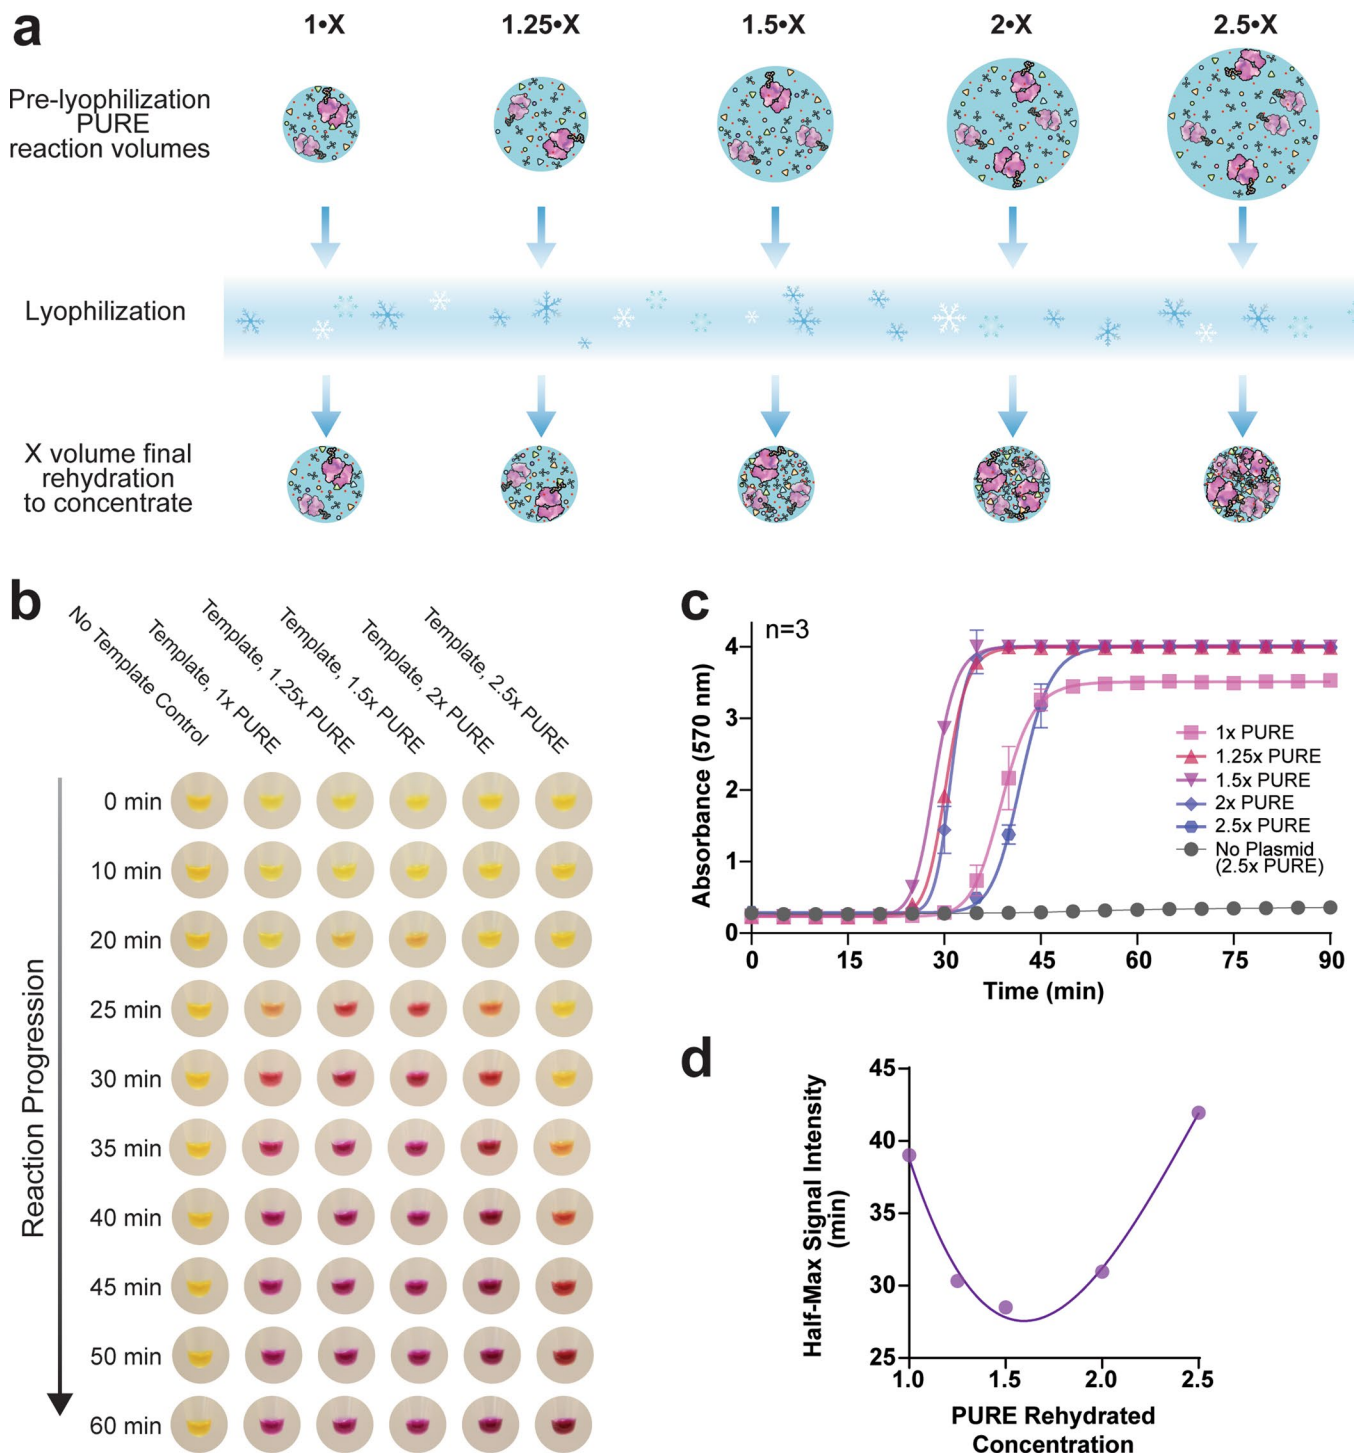 a
1•X
1.25•X
1.5•X
2•X
2.5•X
Pre-lyophilization
PURE
reaction volumes
Lyophilization
X volume final
rehydration
to concentrate
b
No Template Control
Template, 1x PURE
Template, 1.25x PURE
Template, 1.5x PURE
Template, 2x PURE
Template, 2.5x PURE
Reaction Progression
0 min
10 min
20 min
25 min
30 min
35 min
40 min
45 min
50 min
60 min
c
n=3
Absorbance (570 nm)
4
3
2
1
0
0
15
30
45
60
75
90
Time (min)
1x PURE
1.25x PURE
1.5x PURE
2x PURE
2.5x PURE
No Plasmid
(2.5x PURE)
d
Half-Max Signal Intensity
(min)
45
40
35
30
25
1.0
1.5
2.0
2.5
PURE Rehydrated
Concentration